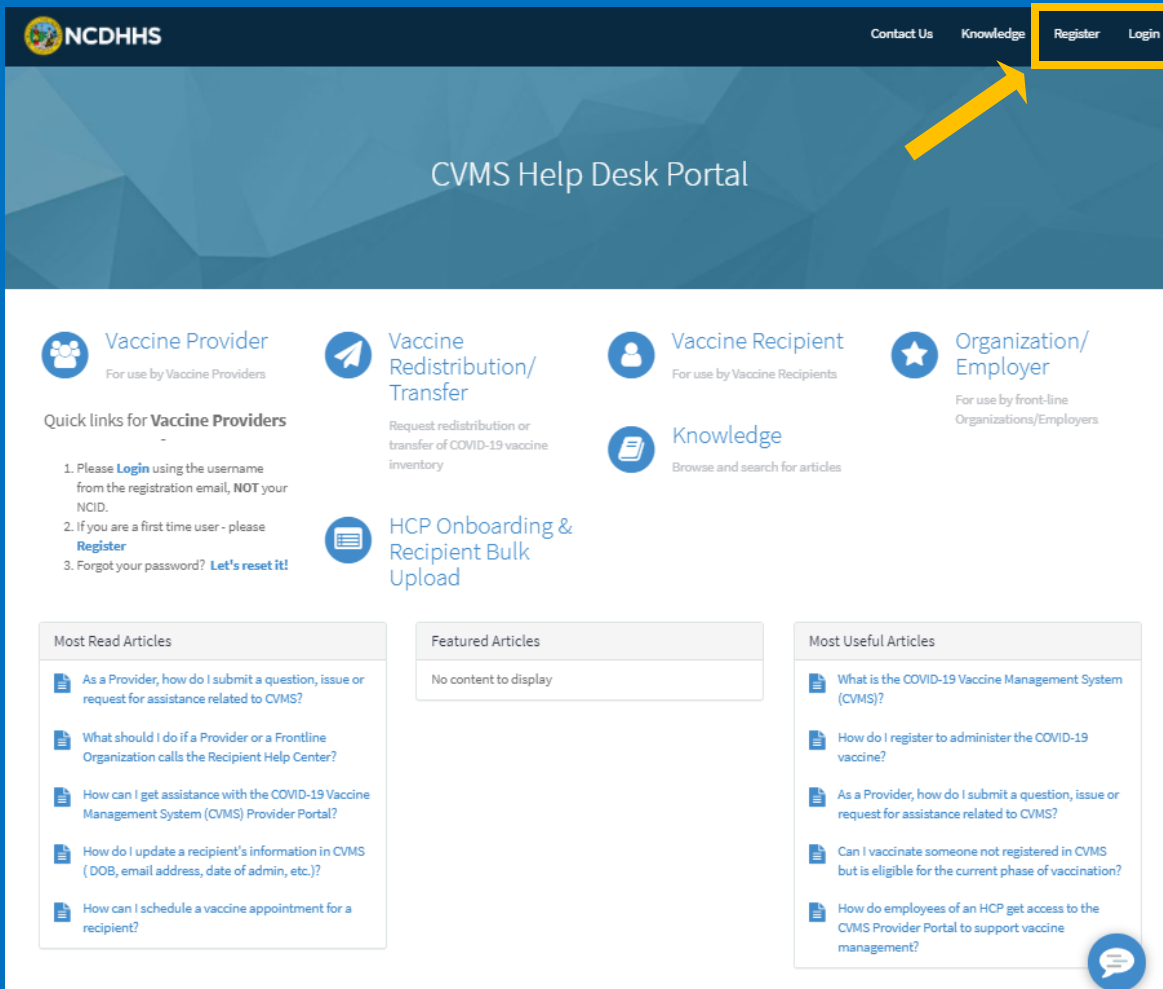 NCDHHS
Contact Us
Knowledge
Register
Login
CVMS Help Desk Portal
Vaccine Provider
For use by Vaccine Providers
Quick links for Vaccine Providers
-
1. Please Login using the username
from the registration email, NOT your
NCID.
2. If you are a first time user - please
Register
3. Forgot your password? Let's reset it!
Vaccine
Redistribution/
Transfer
Request redistribution or
transfer of COVID-19 vaccine
inventory
HCP Onboarding &
Recipient Bulk
Upload
Vaccine Recipient
For use by Vaccine Recipients
Knowledge
Browse and search for articles
Organization/
Employer
For use by front-line
Organizations/Employers
Most Read Articles
As a Provider, how do I submit a question, issue or
request for assistance related to CVMS?
What should I do if a Provider or a Frontline
Organization calls the Recipient Help Center?
How can I get assistance with the COVID-19 Vaccine
Management System (CVMS) Provider Portal?
How do I update a recipient's information in CVMS
( DOB, email address, date of admin, etc.)?
How can I schedule a vaccine appointment for a
recipient?
Featured Articles
No content to display
Most Useful Articles
What is the COVID-19 Vaccine Management System
(CVMS)?
How do I register to administer the COVID-19
vaccine?
As a Provider, how do I submit a question, issue or
request for assistance related to CVMS?
Can I vaccinate someone not registered in CVMS
but is eligible for the current phase of vaccination?
How do employees of an HCP get access to the
CVMS Provider Portal to support vaccine
management?